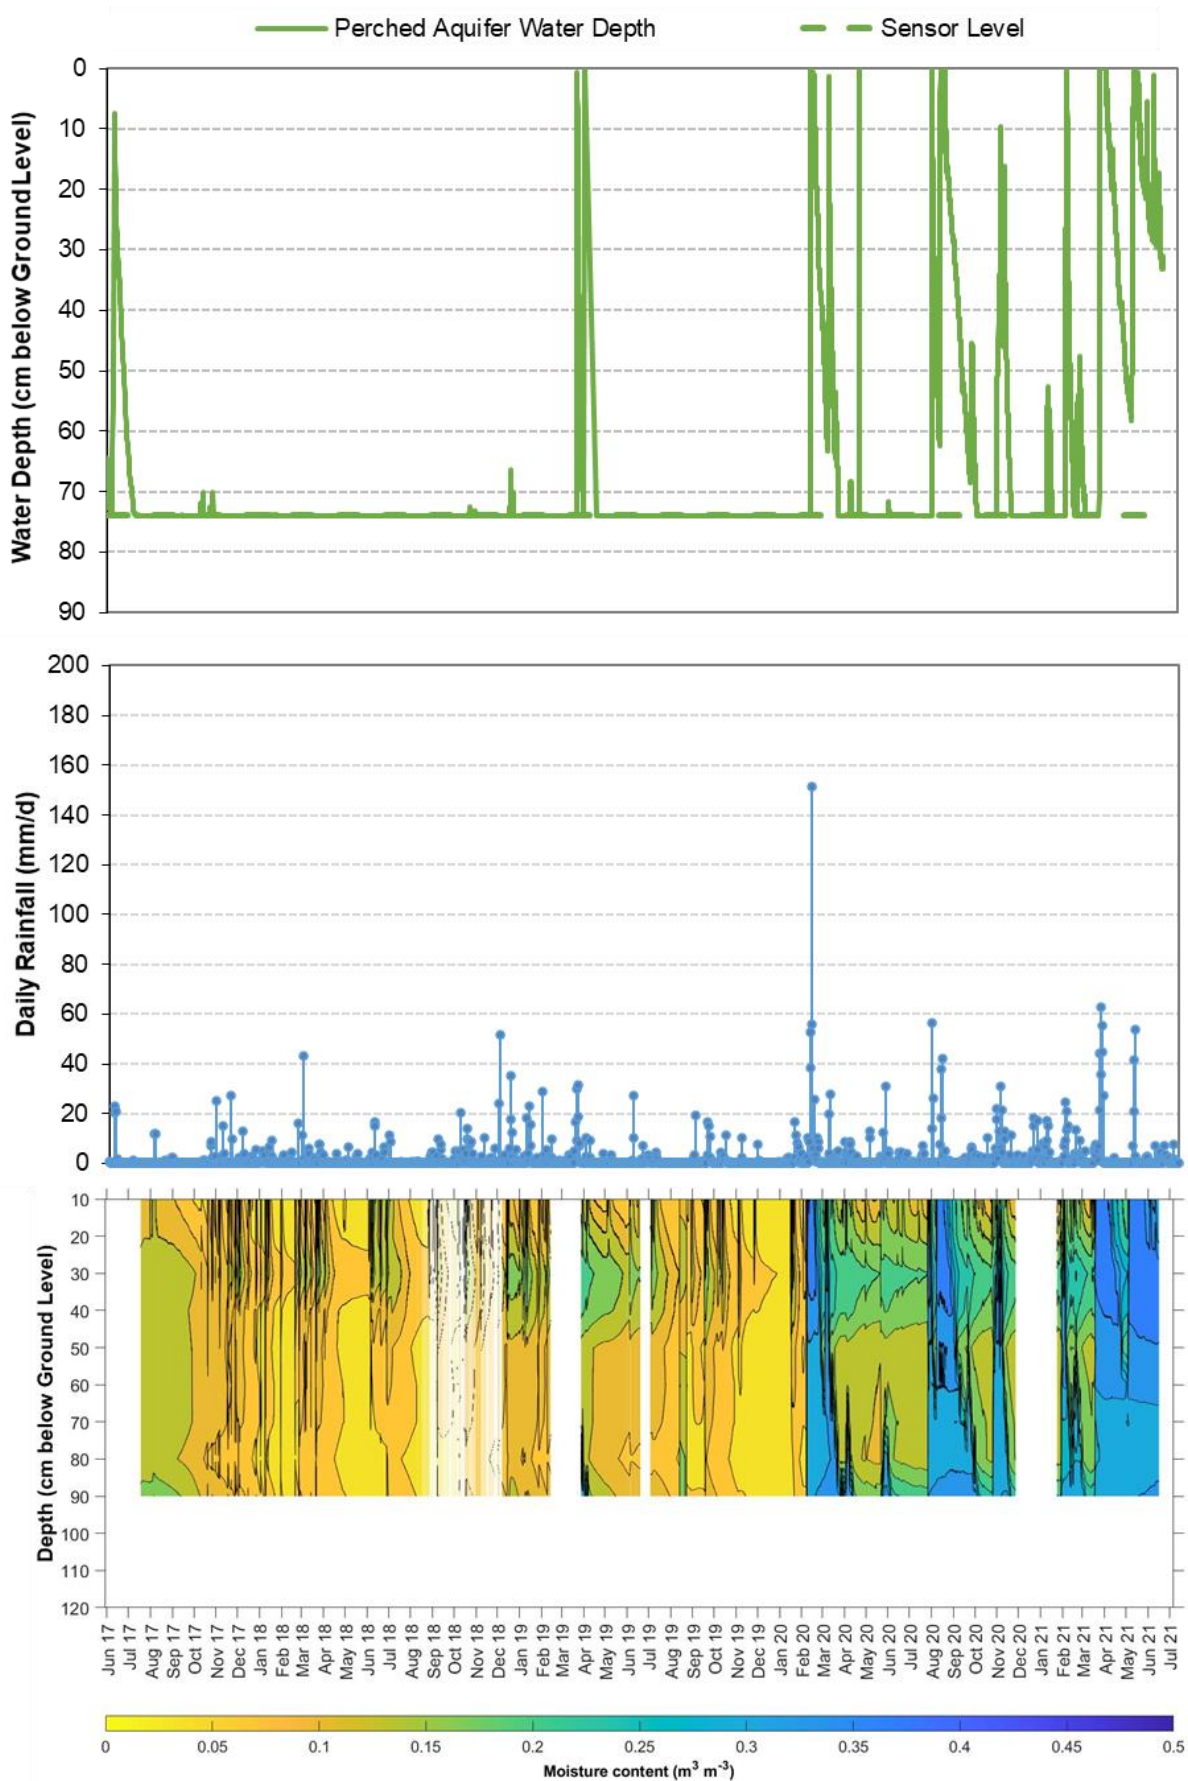 Perched Aquifer Water Depth Sensor Level
Water Depth (cm below Ground Level)
0
10
20
30
40
50
60
70
80
90
Daily Rainfall (mm/d)
200
180
160
140
120
100
80
60
40
20
0
Depth (cm below Ground Level)
10
20
30
40
50
60
70
80
90
100
110
120
Jun 17
Jul 17
Aug 17
Sep 17
Oct 17
Nov 17
Dec 17
Jan 18
Feb 18
Mar 18
Apr 18
May 18
Jun 18
Jul 18
Aug 18
Sep 18
Oct 18
Nov 18
Dec 18
Jan 19
Feb 19
Mar 19
Apr 19
May 19
Jun 19
Jul 19
Aug 19
Sep 19
Oct 19
Nov 19
Dec 19
Jan 20
Feb 20
Mar 20
Apr 20
May 20
Jun 20
Jul 20
Aug 20
Sep 20
Oct 20
Nov 20
Dec 20
Jan 21
Feb 21
Mar 21
Apr 21
May 21
Jun 21
Jul 21
0 0.05 0.1 0.15 0.2 0.25 0.3 0.35 0.4 0.45 0.5
Moisture content (m³ m⁻³)